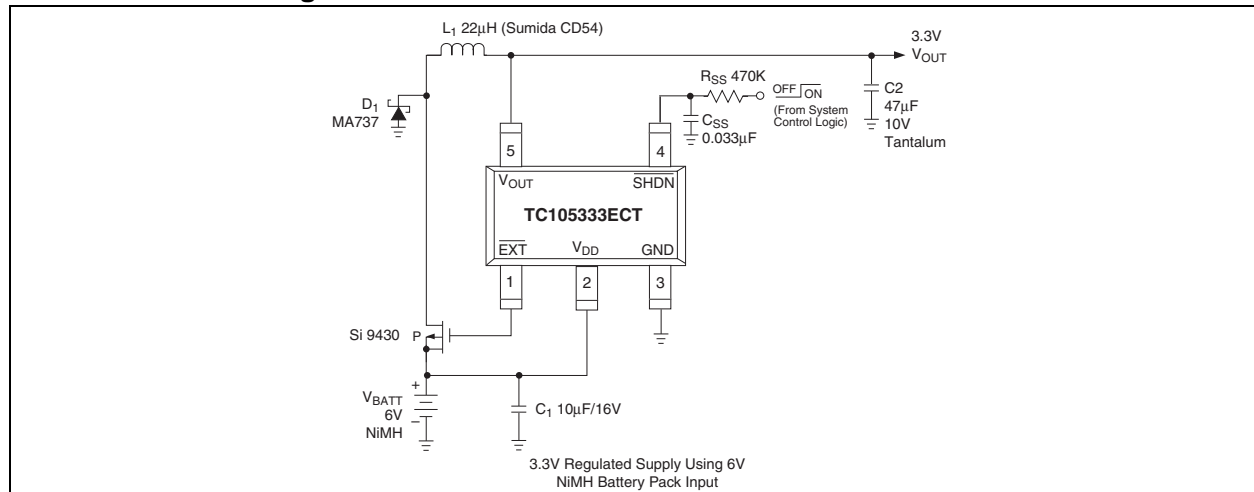 L1 22µH (Sumida CD54)
3.3V
VOUT
RSS 470K
OFF
ON
(From System
Control Logic)
C2
47µF
10V
Tantalum
D1
MA737
CSS
0.033µF
5
4
VOUT
SHDN
TC105333ECT
EXT
VDD
GND
1
2
3
Si 9430
P
+
VBATT
6V
–
NiMH
C1 10µF/16V
3.3V Regulated Supply Using 6V
NiMH Battery Pack Input